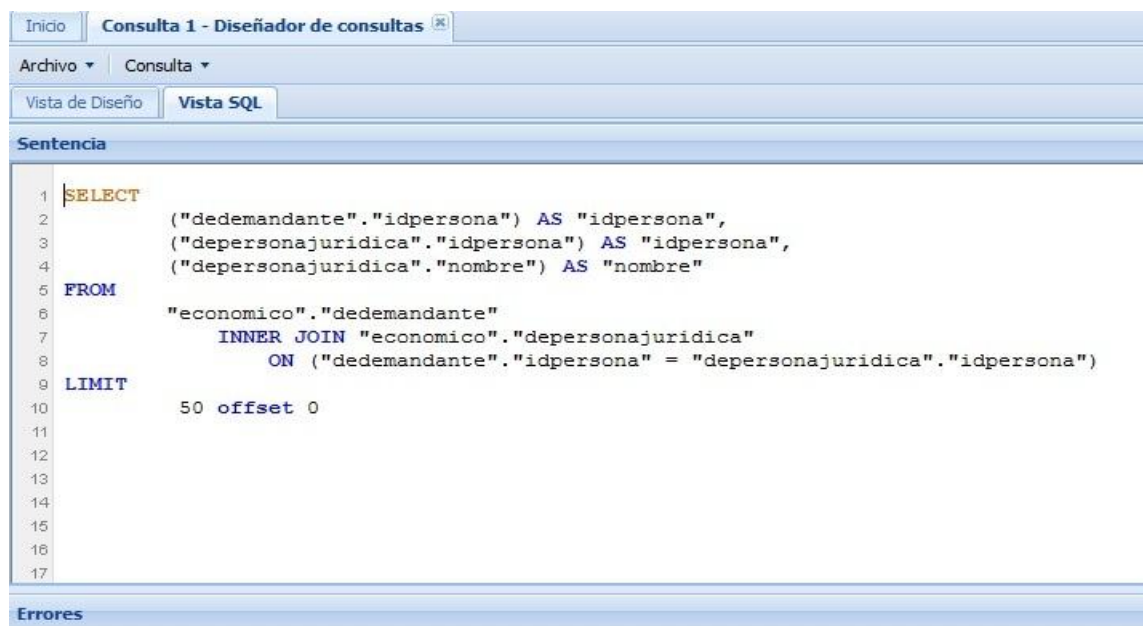 Inicio Consulta 1 - Diseñador de consultas
Archivo Consulta
Vista de Diseño Vista SQL
Sentencia
1 SELECT
2 ("dedemandante"."idpersona") AS "idpersona",
3 ("depersonajuridica"."idpersona") AS "idpersona",
4 ("depersonajuridica"."nombre") AS "nombre"
5 FROM
6 "economico"."dedemandante"
7 INNER JOIN "economico"."depersonajuridica"
8 ON ("dedemandante"."idpersona" = "depersonajuridica"."idpersona")
9 LIMIT
10 50 offset 0
11
12
13
14
15
16
17
Errores